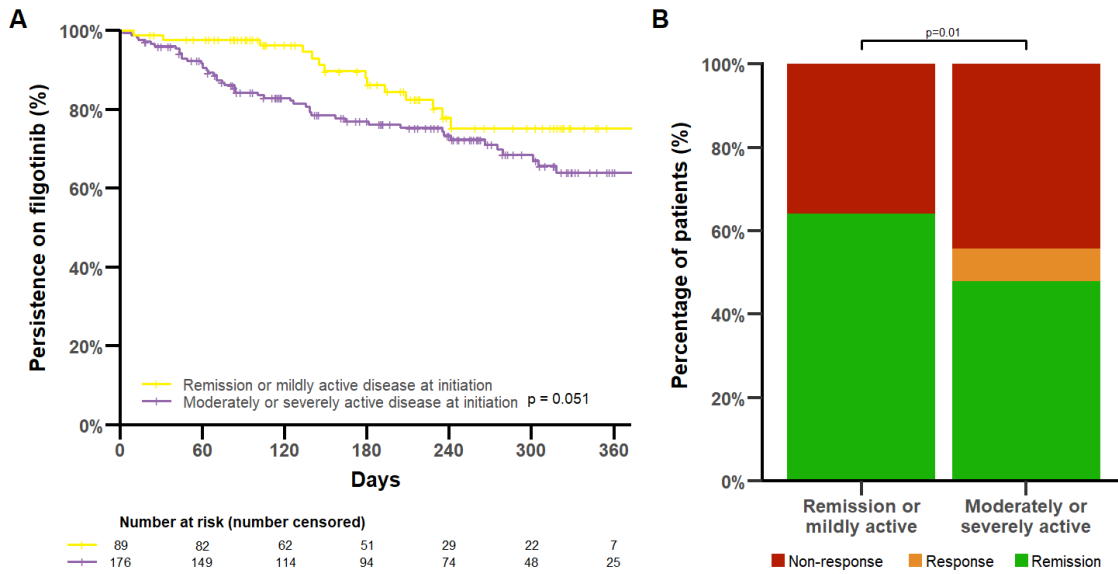 A
Persistence on filgotinib (%)
100%
80%
60%
40%
20%
0%
Remission or mildly active disease at initiation
Moderately or severely active disease at initiation p = 0.051
0 60 120 180 240 300 360
Days
Number at risk (number censored)
89 82 62 51 29 22 7
176 149 114 94 74 48 25
B
p=0.01
Percentage of patients (%)
100%
80%
60%
40%
20%
0%
Remission or
mildly active
Moderately or
severely active
Non-response Response Remission